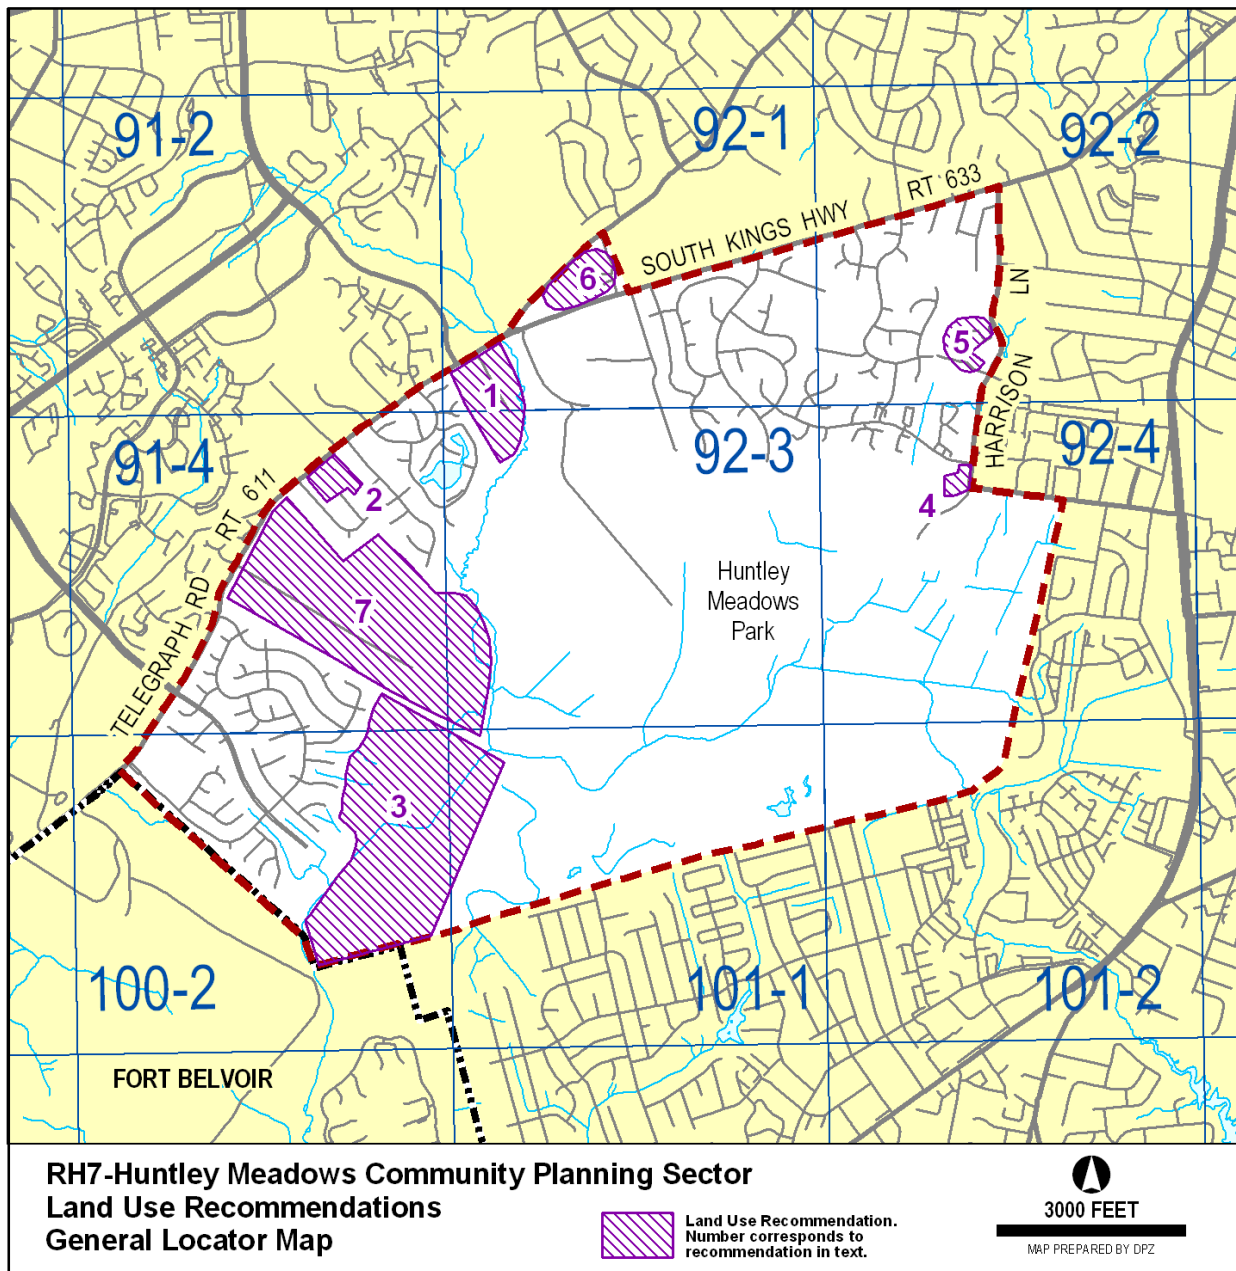 91-2
92-1
92-2
RT 633
SOUTH KINGS HWY
6
LN
5
1
HARRISON
91-4
92-3
92-4
RT 611
2
4
TELEGRAPH RD
7
Huntley
Meadows
Park
3
100-2
101-1
101-2
FORT BELVOIR
RH7-Huntley Meadows Community Planning Sector
Land Use Recommendations
General Locator Map
Land Use Recommendation.
Number corresponds to
recommendation in text.
3000 FEET
MAP PREPARED BY DPZ